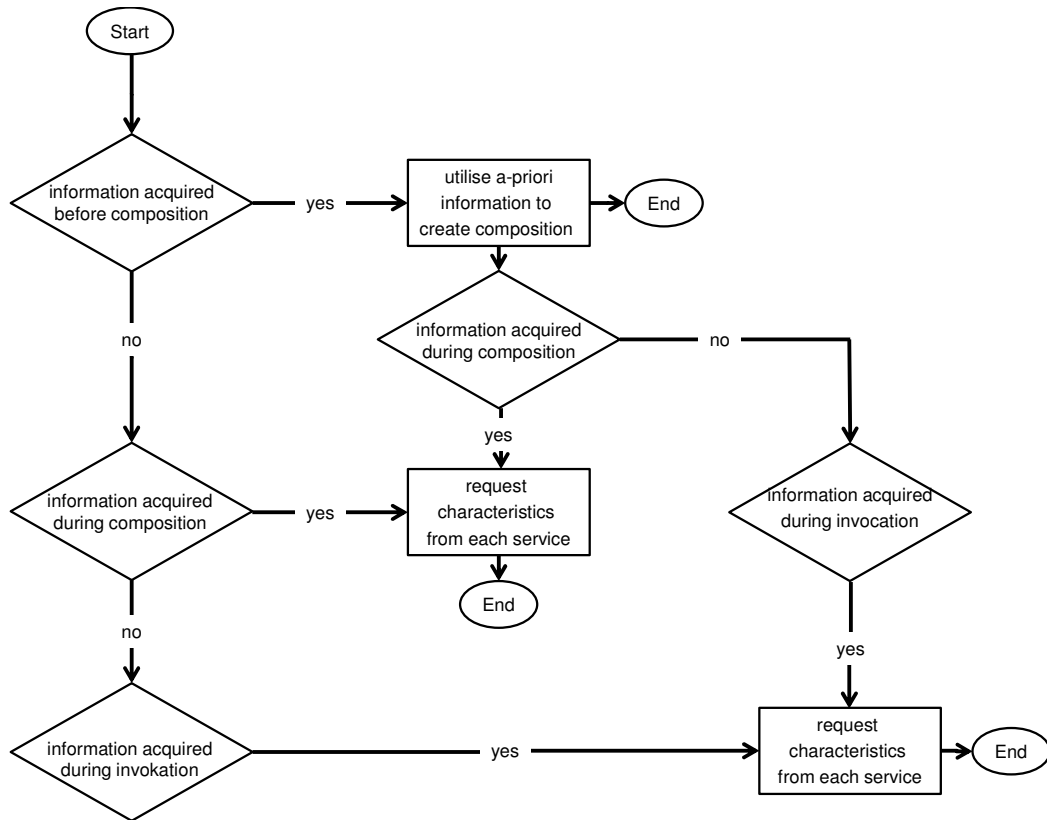 Start
information acquired
before composition
yes
utilise a-priori
information to
create composition
End
no
information acquired
during composition
no
yes
information acquired
during composition
yes
request
characteristics
from each service
information acquired
during invocation
End
no
yes
information acquired
during invokation
yes
request
characteristics
from each service
End